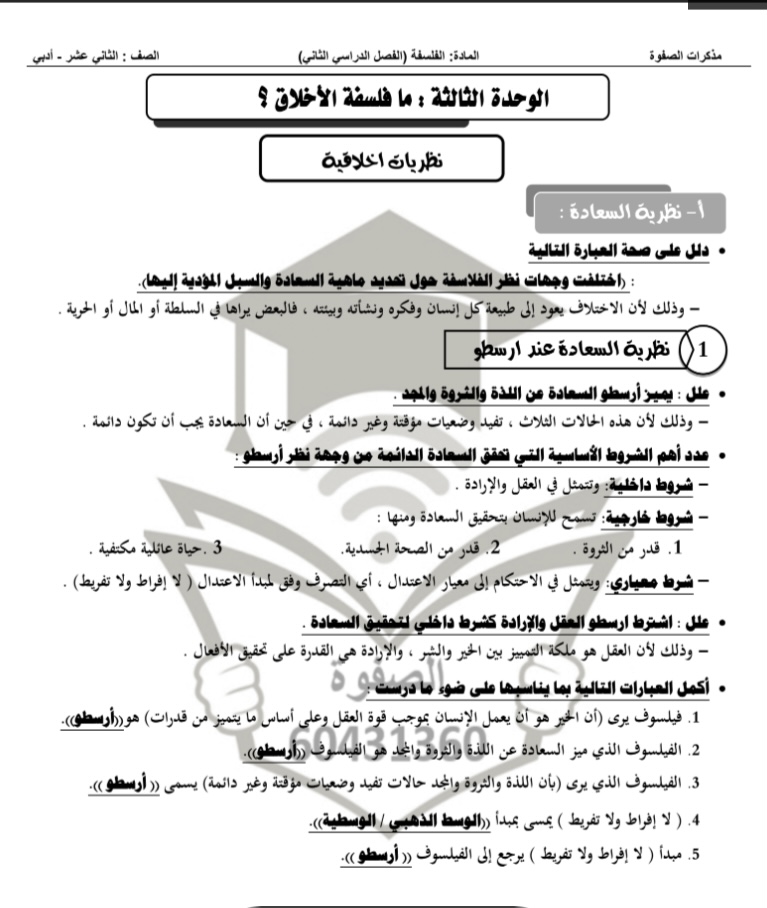 مذكرات الصفوة المادة: الفلسفة (الفصل الدراسي الثاني) الصف : الثاني عشر - أدبي
الوحدة الثالثة : ما فلسفة الأخلاق ؟
نظريات اخلاقية
أ- نظرية السعادة :
• دلل على صحة العبارة التالية
: (اختلفت وجهات نظر الفلاسفة حول تحديد ماهية السعادة والسبل المؤدية إليها).
– وذلك لأن الاختلاف يعود إلى طبيعة كل إنسان وفكره ونشأته وبيئته ، فالبعض يراها في السلطة أو المال أو الحرية .
1 نظرية السعادة عند ارسطو
• علل : يميز أرسطو السعادة عن اللذة والثروة والمجد .
– وذلك لأن هذه الحالات الثلاث ، تفيد وضعيات مؤقتة وغير دائمة ، في حين أن السعادة يجب أن تكون دائمة .
• عدد أهم الشروط الأساسية التي تحقق السعادة الدائمة من وجهة نظر أرسطو :
– شروط داخلية: وتتمثل في العقل والإرادة .
– شروط خارجية: تسمح للإنسان بتحقيق السعادة ومنها :
1. قدر من الثروة . 2. قدر من الصحة الجسدية. 3 .حياة عائلية مكتفية .
– شرط معياري: ويتمثل في الاحتكام إلى معيار الاعتدال ، أي التصرف وفق لمبدأ الاعتدال ( لا إفراط ولا تفريط) .
• علل : اشترط ارسطو العقل والإرادة كشرط داخلي لتحقيق السعادة .
– وذلك لأن العقل هو ملكة التمييز بين الخير والشر ، والإرادة هي القدرة على تحقيق الأفعال .
الصفوة
• أكمل العبارات التالية بما يناسبها على ضوء ما درست :
1. فيلسوف يرى (أن الخير هو أن يعمل الإنسان بموجب قوة العقل وعلى أساس ما يتميز من قدرات) هو((أرسطو)).
60431360
2. الفيلسوف الذي ميز السعادة عن اللذة والثروة والمجد هو الفيلسوف ((أرسطو)).
3. الفيلسوف الذي يرى (بأن اللذة والثروة والمجد حالات تفيد وضعيات مؤقتة وغير دائمة) يسمى (( أرسطو )).
4. ( لا إفراط ولا تفريط ) يمسى بمبدأ ((الوسط الذهبي / الوسطية)).
5. مبدأ ( لا إفراط ولا تفريط ) يرجع إلى الفيلسوف (( أرسطو )).